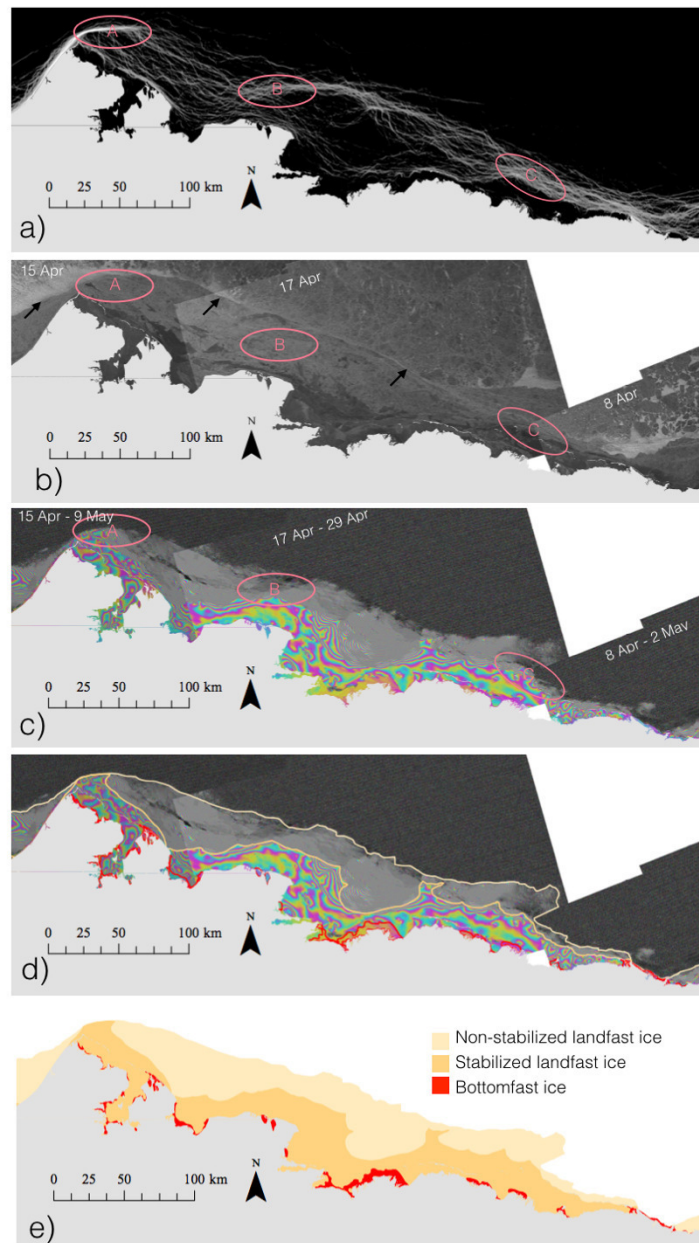 A
B
C
N
0 25 50 100 km
a)
15 Apr
17 Apr
8 Apr
A
B
C
N
0 25 50 100 km
b)
15 Apr - 9 May
17 Apr - 29 Apr
8 Apr - 2 May
A
B
C
N
0 25 50 100 km
c)
N
0 25 50 100 km
d)
Non-stabilized landfast ice
Stabilized landfast ice
Bottomfast ice
N
0 25 50 100 km
e)